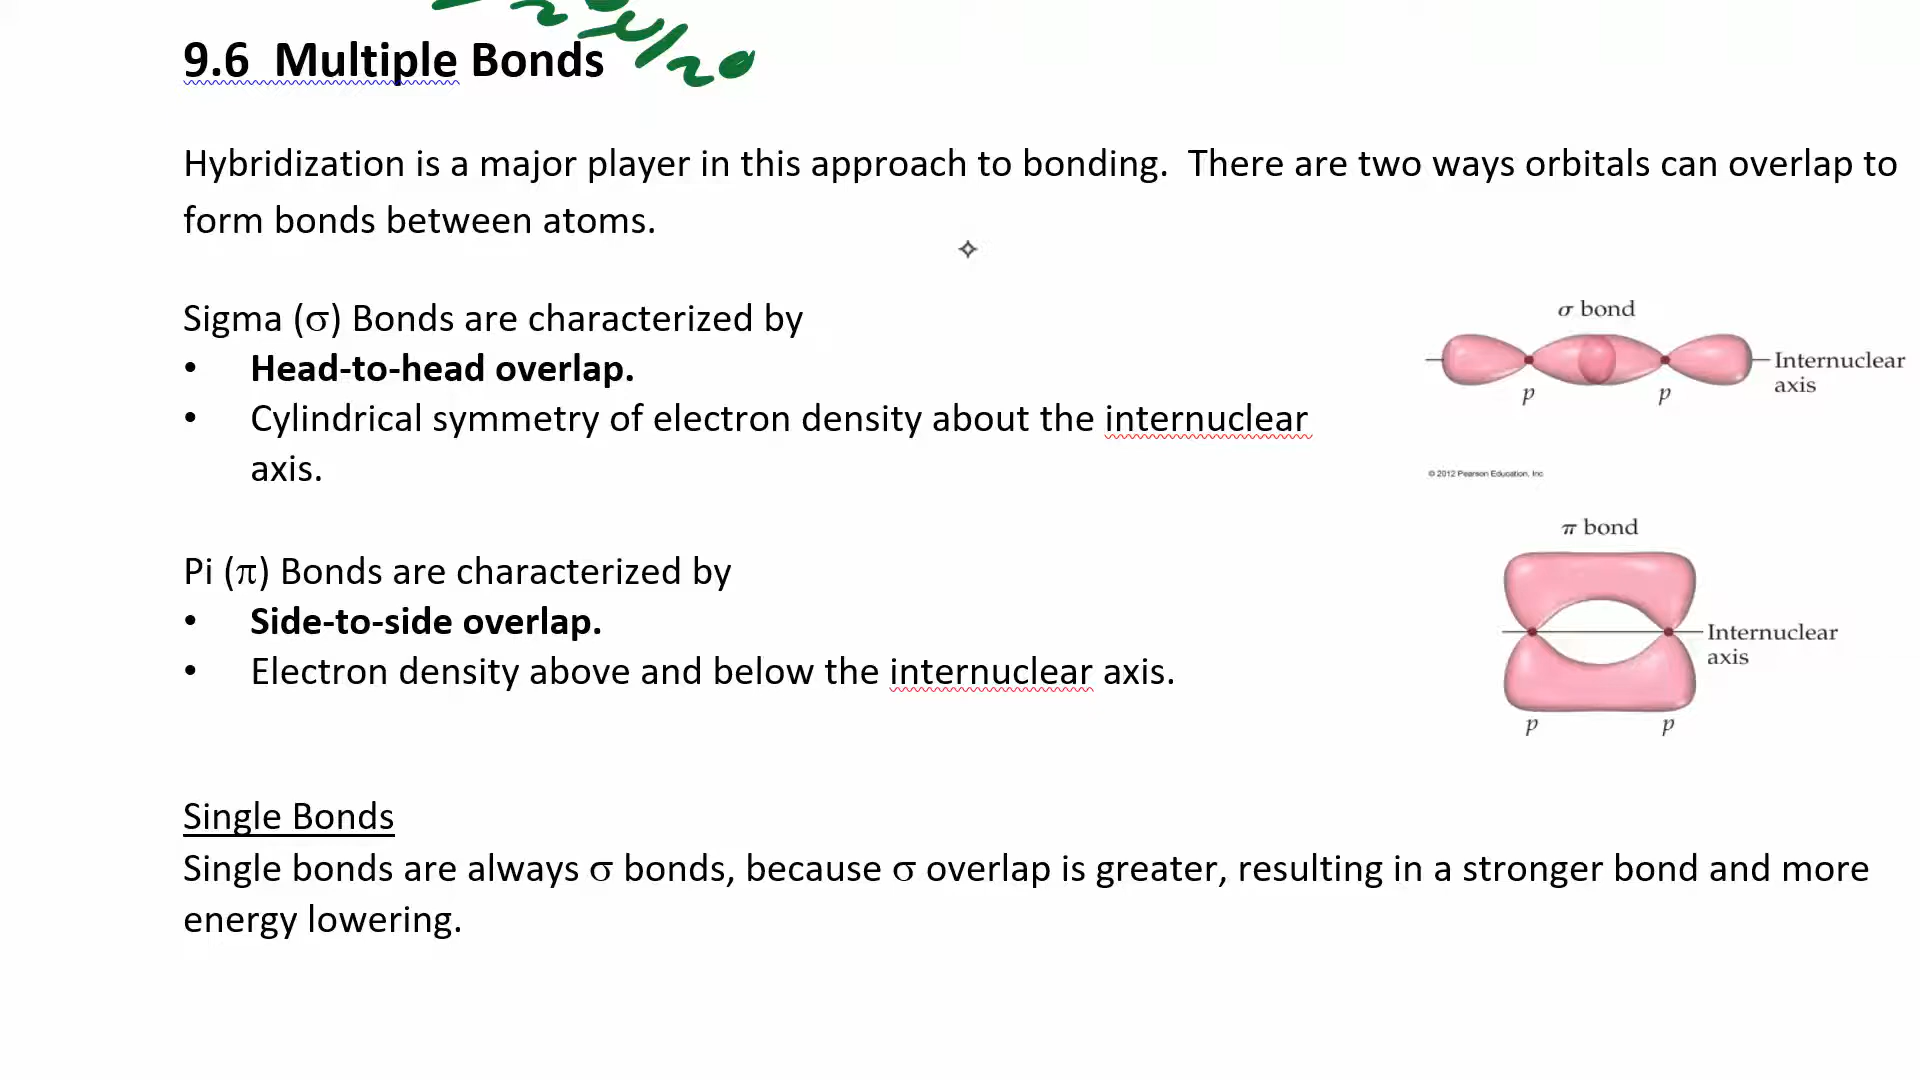 9.6 Multiple Bonds
Hybridization is a major player in this approach to bonding. There are two ways orbitals can overlap to
form bonds between atoms.
Sigma (σ) Bonds are characterized by
• Head-to-head overlap.
• Cylindrical symmetry of electron density about the internuclear
axis.
σ bond
Internuclear
axis
p p
© 2012 Pearson Education, Inc
Pi (π) Bonds are characterized by
• Side-to-side overlap.
• Electron density above and below the internuclear axis.
π bond
Internuclear
axis
p p
Single Bonds
Single bonds are always σ bonds, because σ overlap is greater, resulting in a stronger bond and more
energy lowering.